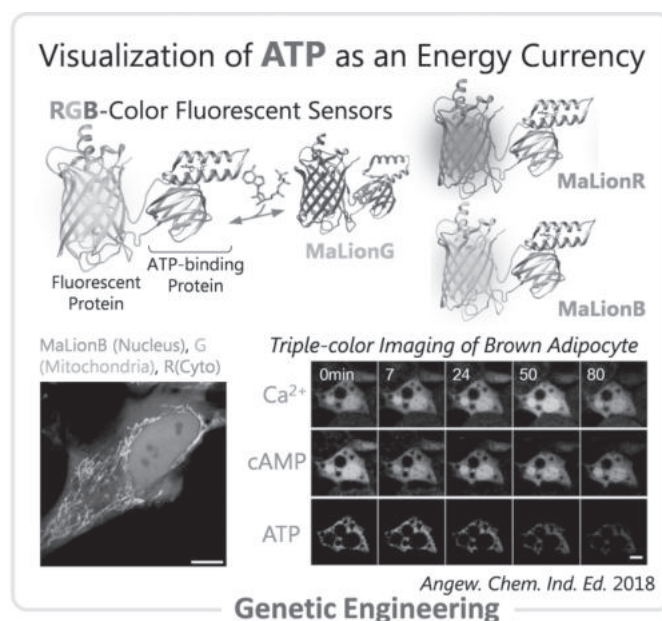 Visualization of ATP as an Energy Currency
RGB-Color Fluorescent Sensors
MaLionR
MaLionG
Fluorescent
Protein
ATP-binding
Protein
MaLionB
MaLionB (Nucleus), G
(Mitochondria), R(Cyto)
Triple-color Imaging of Brown Adipocyte
0min 7 24 50 80
Ca²⁺
cAMP
ATP
Angew. Chem. Ind. Ed. 2018
Genetic Engineering